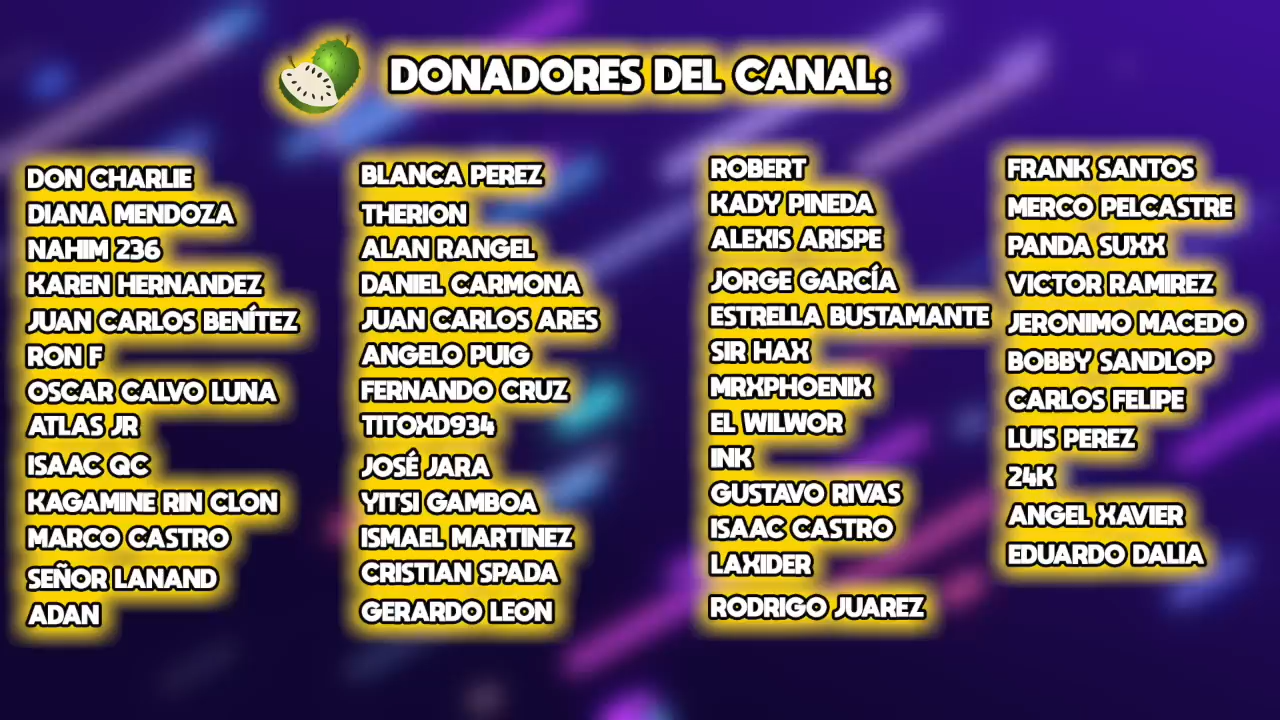 DONADORES DEL CANAL:
DON CHARLIE
DIANA MENDOZA
NAHIM 236
KAREN HERNANDEZ
JUAN CARLOS BENÍTEZ
RON F
OSCAR CALVO LUNA
ATLAS JR
ISAAC QC
KAGAMINE RIN CLON
MARCO CASTRO
SEÑOR LANAND
ADAN
BLANCA PEREZ
THERION
ALAN RANGEL
DANIEL CARMONA
JUAN CARLOS ARES
ANGELO PUIG
FERNANDO CRUZ
TITOXD934
JOSÉ JARA
YITSI GAMBOA
ISMAEL MARTINEZ
CRISTIAN SPADA
GERARDO LEON
ROBERT
KADY PINEDA
ALEXIS ARISPE
JORGE GARCÍA
ESTRELLA BUSTAMANTE
SIR HAX
MRXPHOENIX
EL WILWOR
INK
GUSTAVO RIVAS
ISAAC CASTRO
LAXIDER
RODRIGO JUAREZ
FRANK SANTOS
MERCO PELCASTRE
PANDA SUXX
VICTOR RAMIREZ
JERONIMO MACEDO
BOBBY SANDLOP
CARLOS FELIPE
LUIS PEREZ
24K
ANGEL XAVIER
EDUARDO DALIA